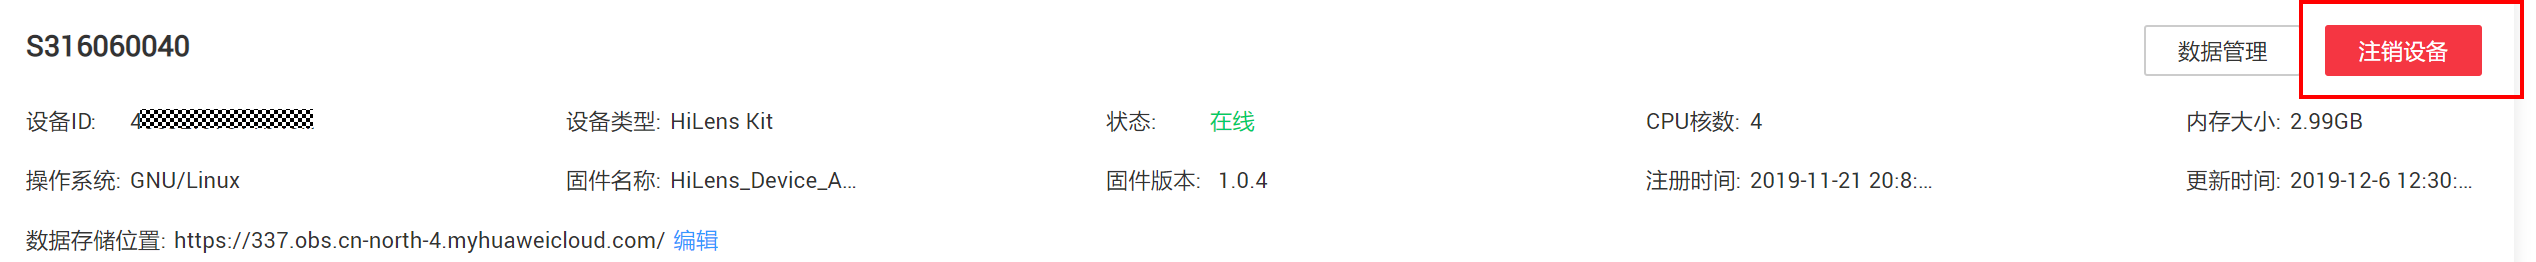 S316060040 数据管理 注销设备
设备ID: 4 设备类型: HiLens Kit 状态: 在线 CPU核数: 4 内存大小: 2.99GB
操作系统: GNU/Linux 固件名称: HiLens_Device_A... 固件版本: 1.0.4 注册时间: 2019-11-21 20:8:... 更新时间: 2019-12-6 12:30:...
数据存储位置: https://337.obs.cn-north-4.myhuaweicloud.com/ 编辑